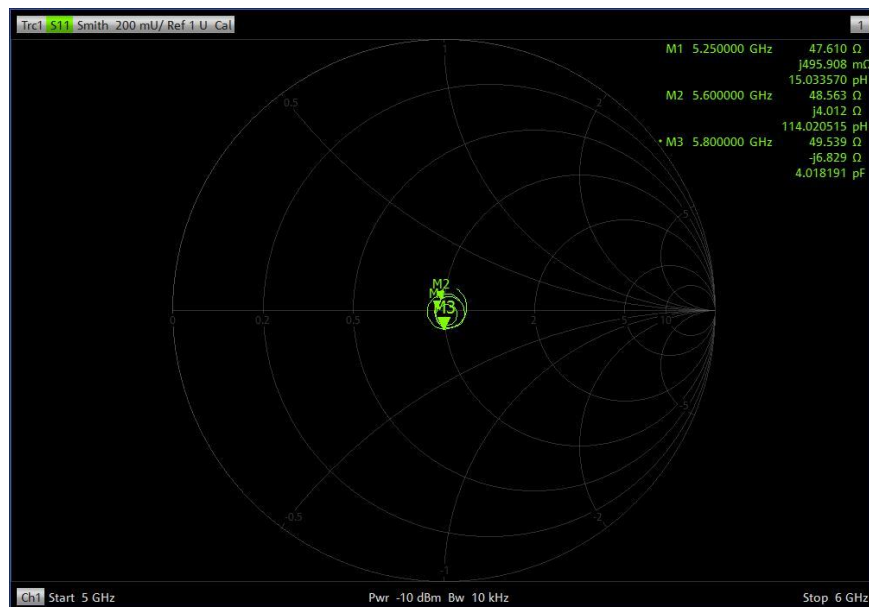 Trc1 S11 Smith 200 mU/ Ref 1 U Cal
1
M1 5.250000 GHz 47.610 Ω
j495.908 mΩ
15.033570 pH
M2 5.600000 GHz 48.563 Ω
j4.012 Ω
114.020515 pH
• M3 5.800000 GHz 49.539 Ω
-j6.829 Ω
4.018191 pF
1
0.5
2
5
M2
M3
0
0.2
0.5
2
5
10
-5
-0.5
-2
-1
Ch1 Start 5 GHz
Pwr -10 dBm Bw 10 kHz
Stop 6 GHz